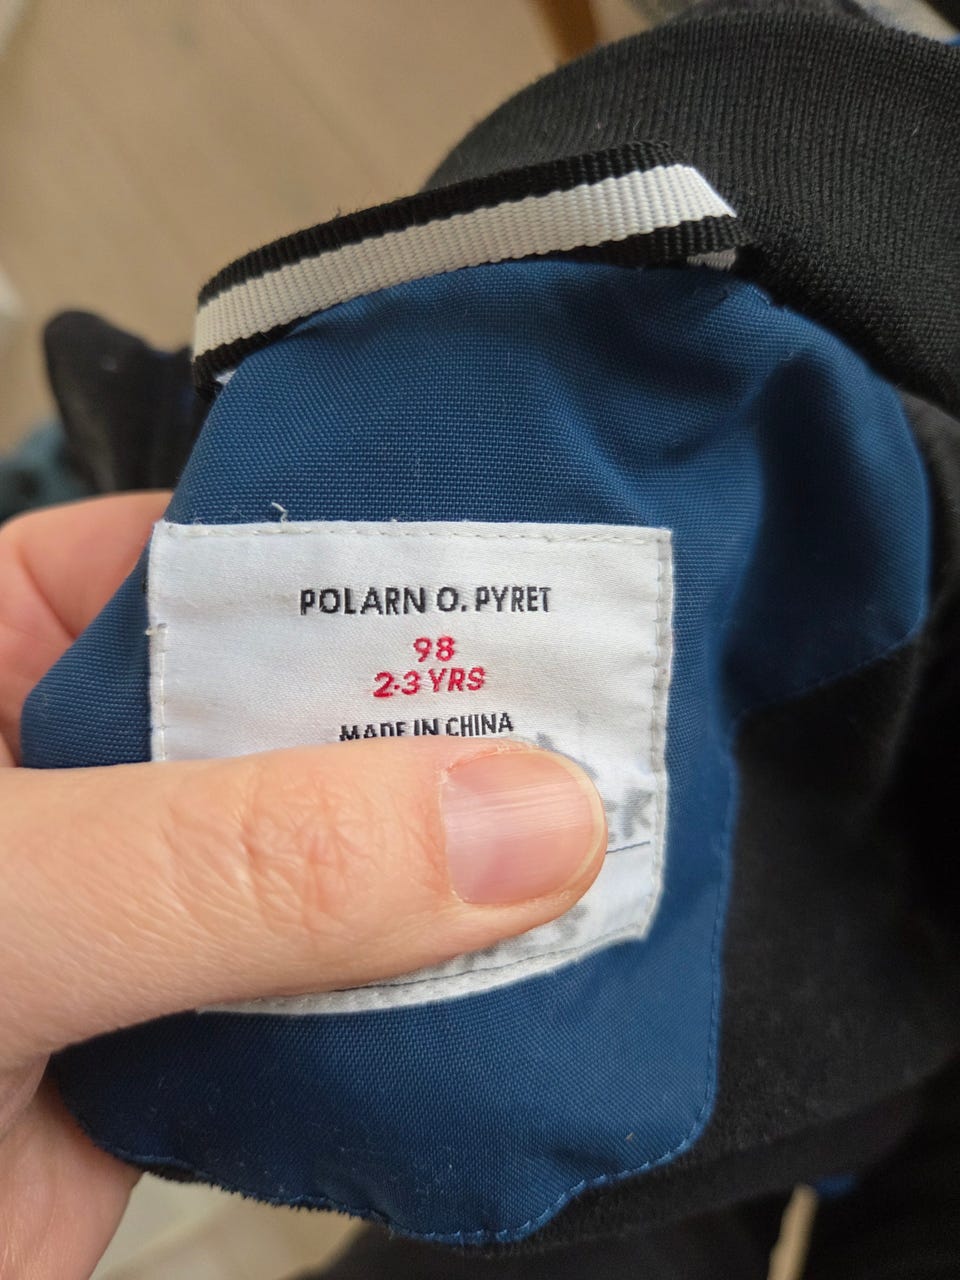 POLARN O. PYRET
98
2-3 YRS
MADE IN CHINA